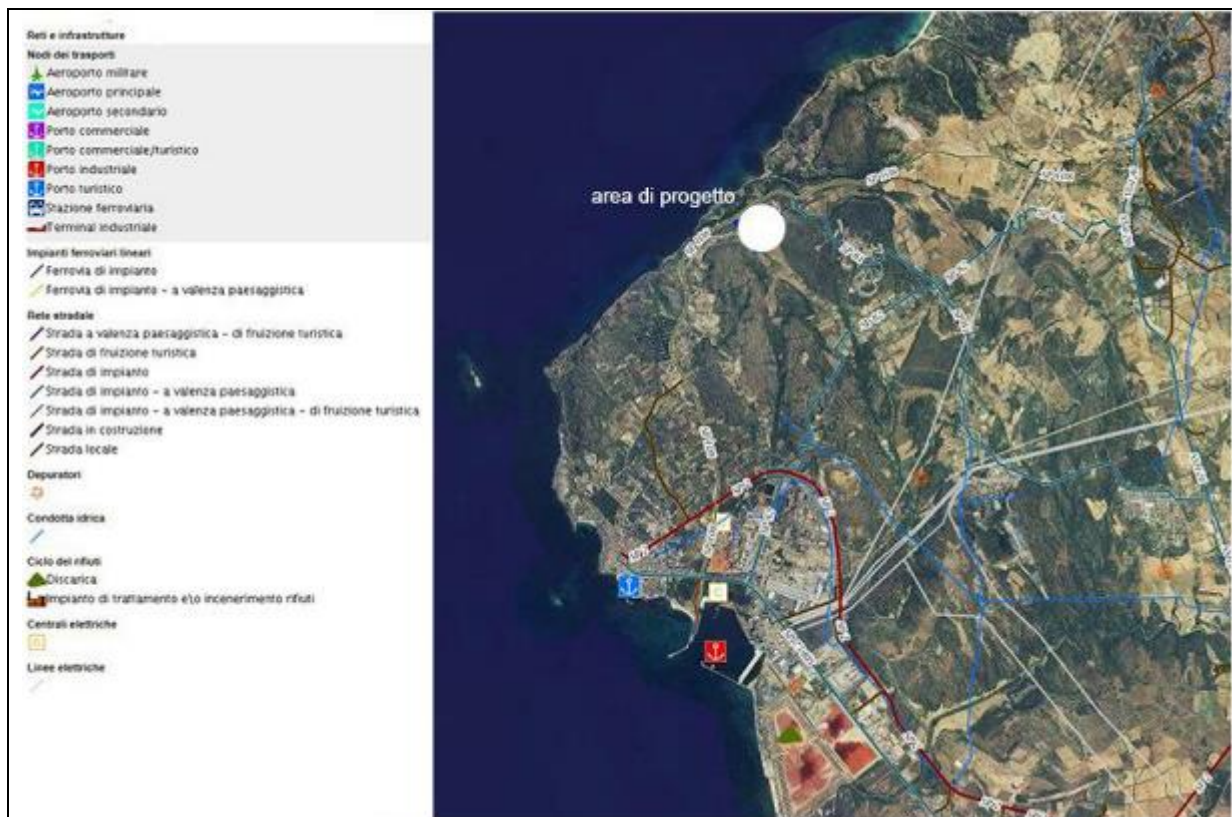 Reti e infrastrutture
Nodi dei trasporti
Aeroporto militare
Aeroporto principale
Aeroporto secondario
Porto commerciale
Porto commerciale/turistico
Porto industriale
Porto turistico
Stazione ferroviaria
Terminal industriale
Impianti ferroviari lineari
Ferrovia di impianto
Ferrovia di impianto - a valenza paesaggistica
Rete stradale
Strada a valenza paesaggistica - di fruizione turistica
Strada di fruizione turistica
Strada di impianto
Strada di impianto - a valenza paesaggistica
Strada di impianto - a valenza paesaggistica - di fruizione turistica
Strada in costruzione
Strada locale
Depuratori
Condotta idrica
Ciclo dei rifiuti
Discarica
Impianto di trattamento e\o incenerimento rifiuti
Centrali elettriche
Linee elettriche
area di progetto